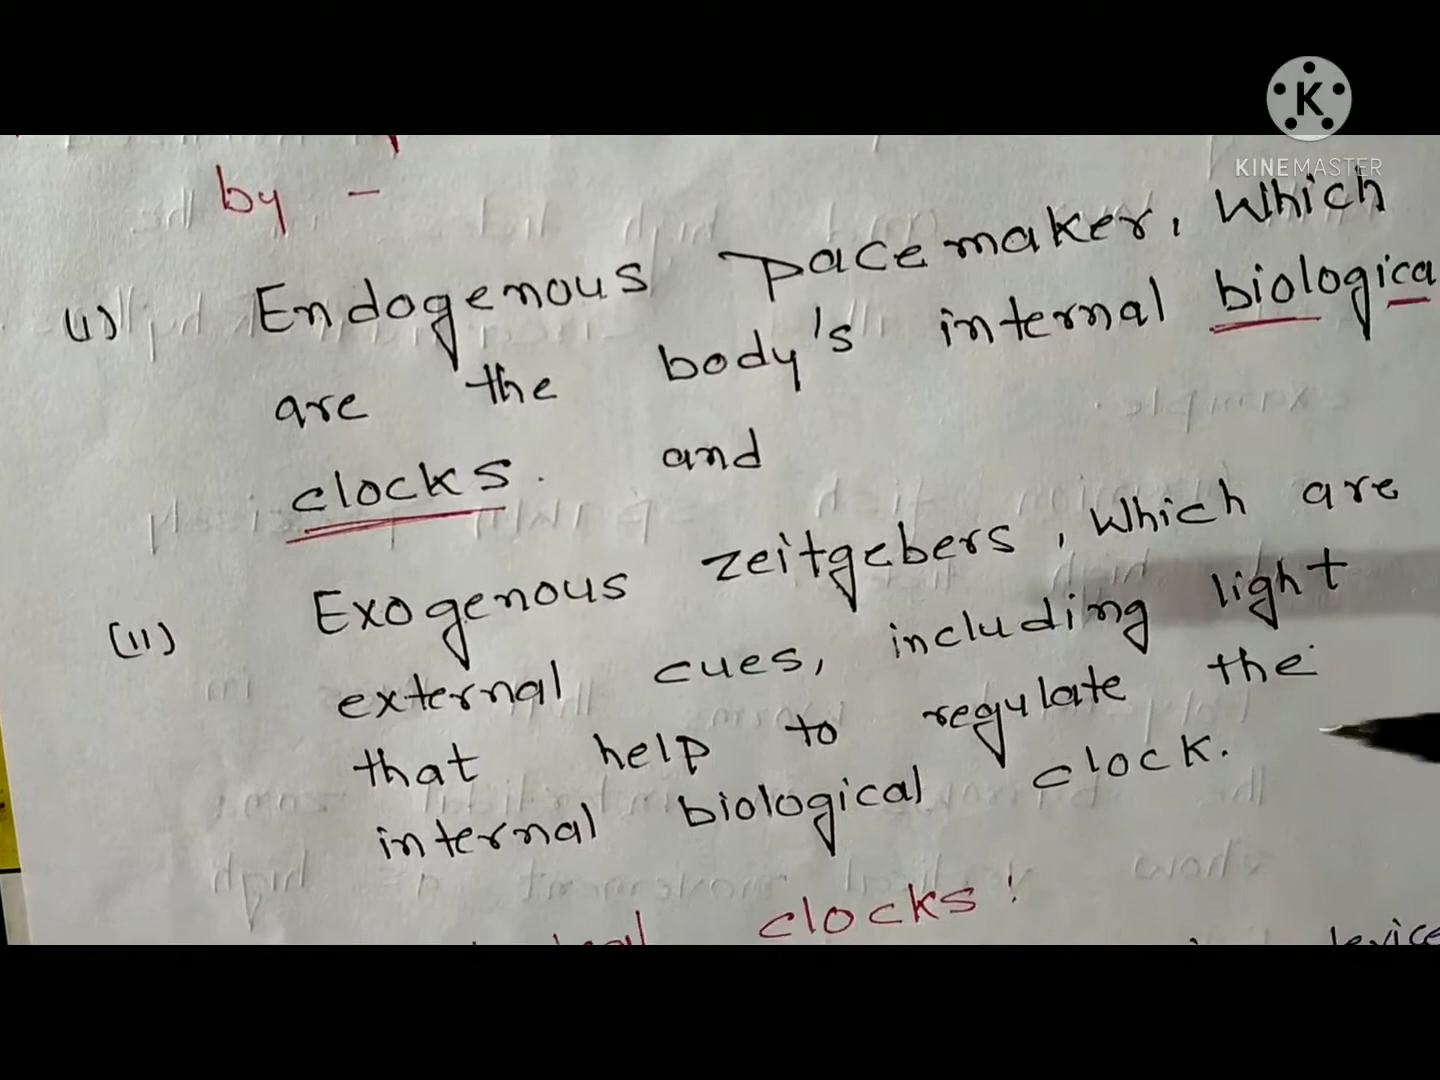 KINEMASTER
by -
(i) Endogenous pacemaker, which
are the body's internal biologica
clocks. and
(ii) Exogenous zeitgebers, which are
external cues, including light
that help to regulate the
internal biological clock.
clocks!